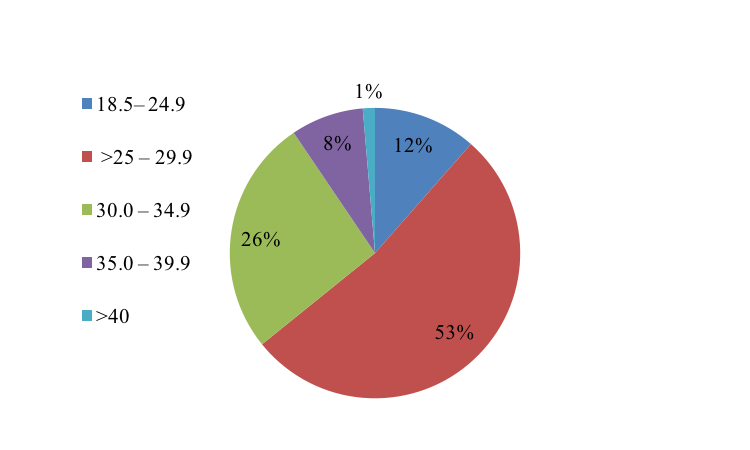 1%
18.5– 24.9
12%
8%
>25 – 29.9
30.0 – 34.9
26%
35.0 – 39.9
>40
53%